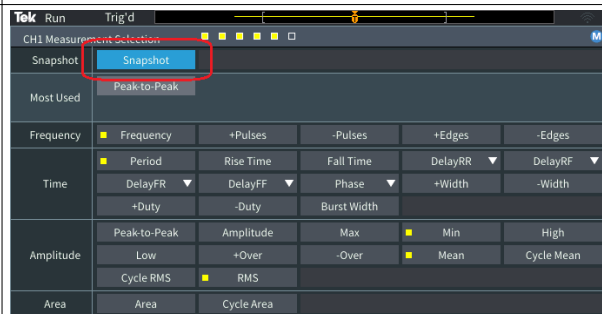 Tek Run Trig'd
CH1 Measurement Selection M
Snapshot Snapshot
Most Used Peak-to-Peak
Frequency Frequency +Pulses -Pulses +Edges -Edges
Time Period Rise Time Fall Time DelayRR DelayRF
DelayFR DelayFF Phase +Width -Width
+Duty -Duty Burst Width
Amplitude Peak-to-Peak Amplitude Max Min High
Low +Over -Over Mean Cycle Mean
Cycle RMS RMS
Area Area Cycle Area